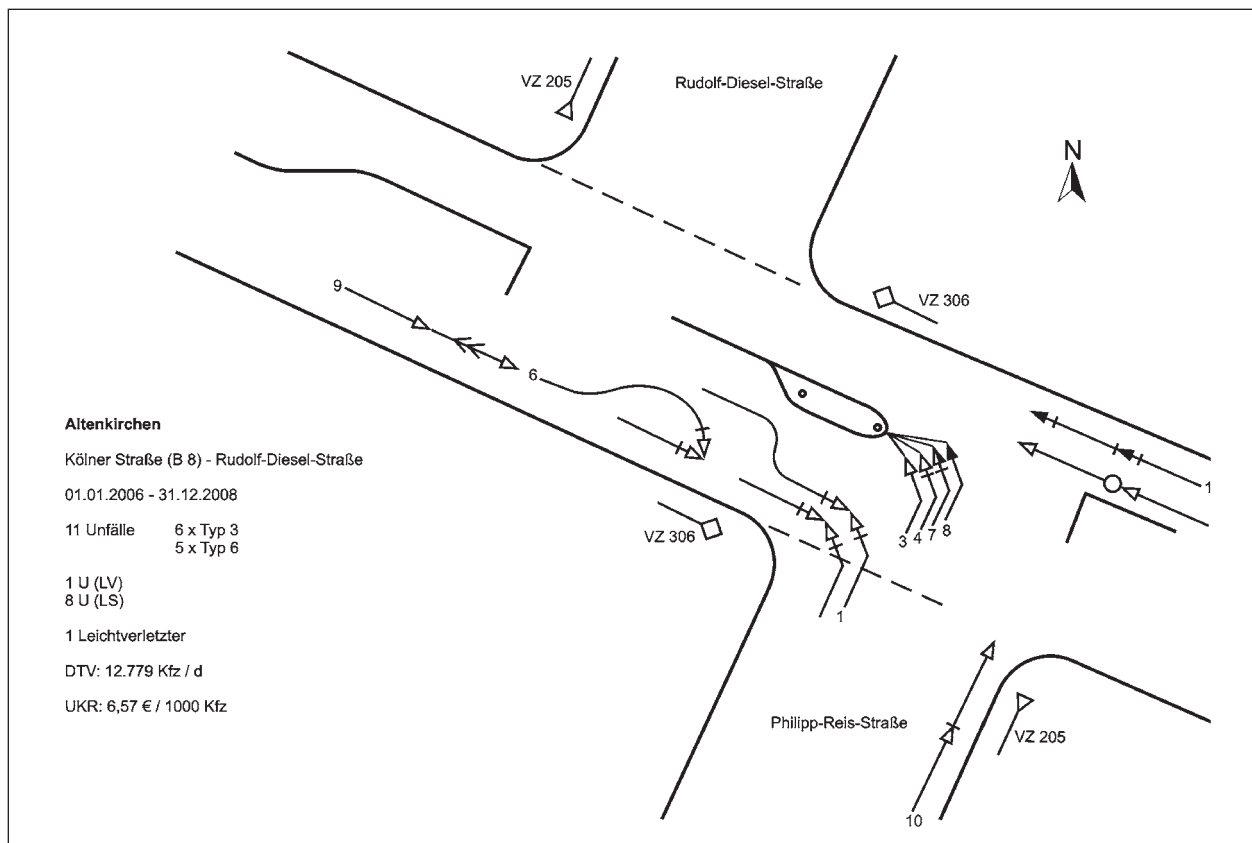 VZ 205
Rudolf-Diesel-Straße
N
9
VZ 306
6
Altenkirchen
Kölner Straße (B 8) - Rudolf-Diesel-Straße
01.01.2006 - 31.12.2008
11 Unfälle 6 x Typ 3
5 x Typ 6
1 U (LV)
8 U (LS)
1 Leichtverletzter
DTV: 12.779 Kfz / d
UKR: 6,57 € / 1000 Kfz
VZ 306
3 4 7 8
1
1
Philipp-Reis-Straße
VZ 205
10